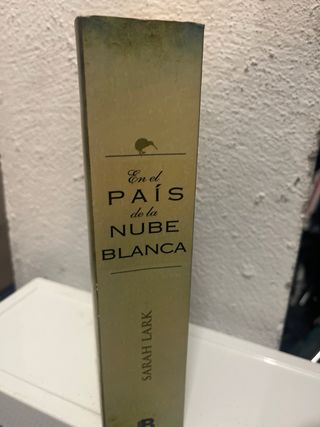 En el
PAÍS
de la
NUBE
BLANCA
SARAH LARK
B